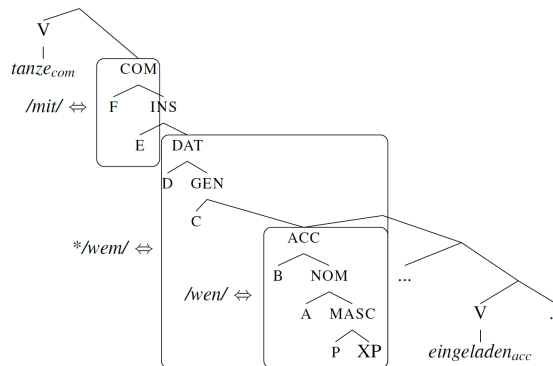 V
tanze_com COM
/mit/ ⇔ F INS
E DAT
D GEN
C
*/wem/ ⇔ ACC
B NOM ...
/wen/ ⇔ A MASC V
P XP eingeladen_acc .